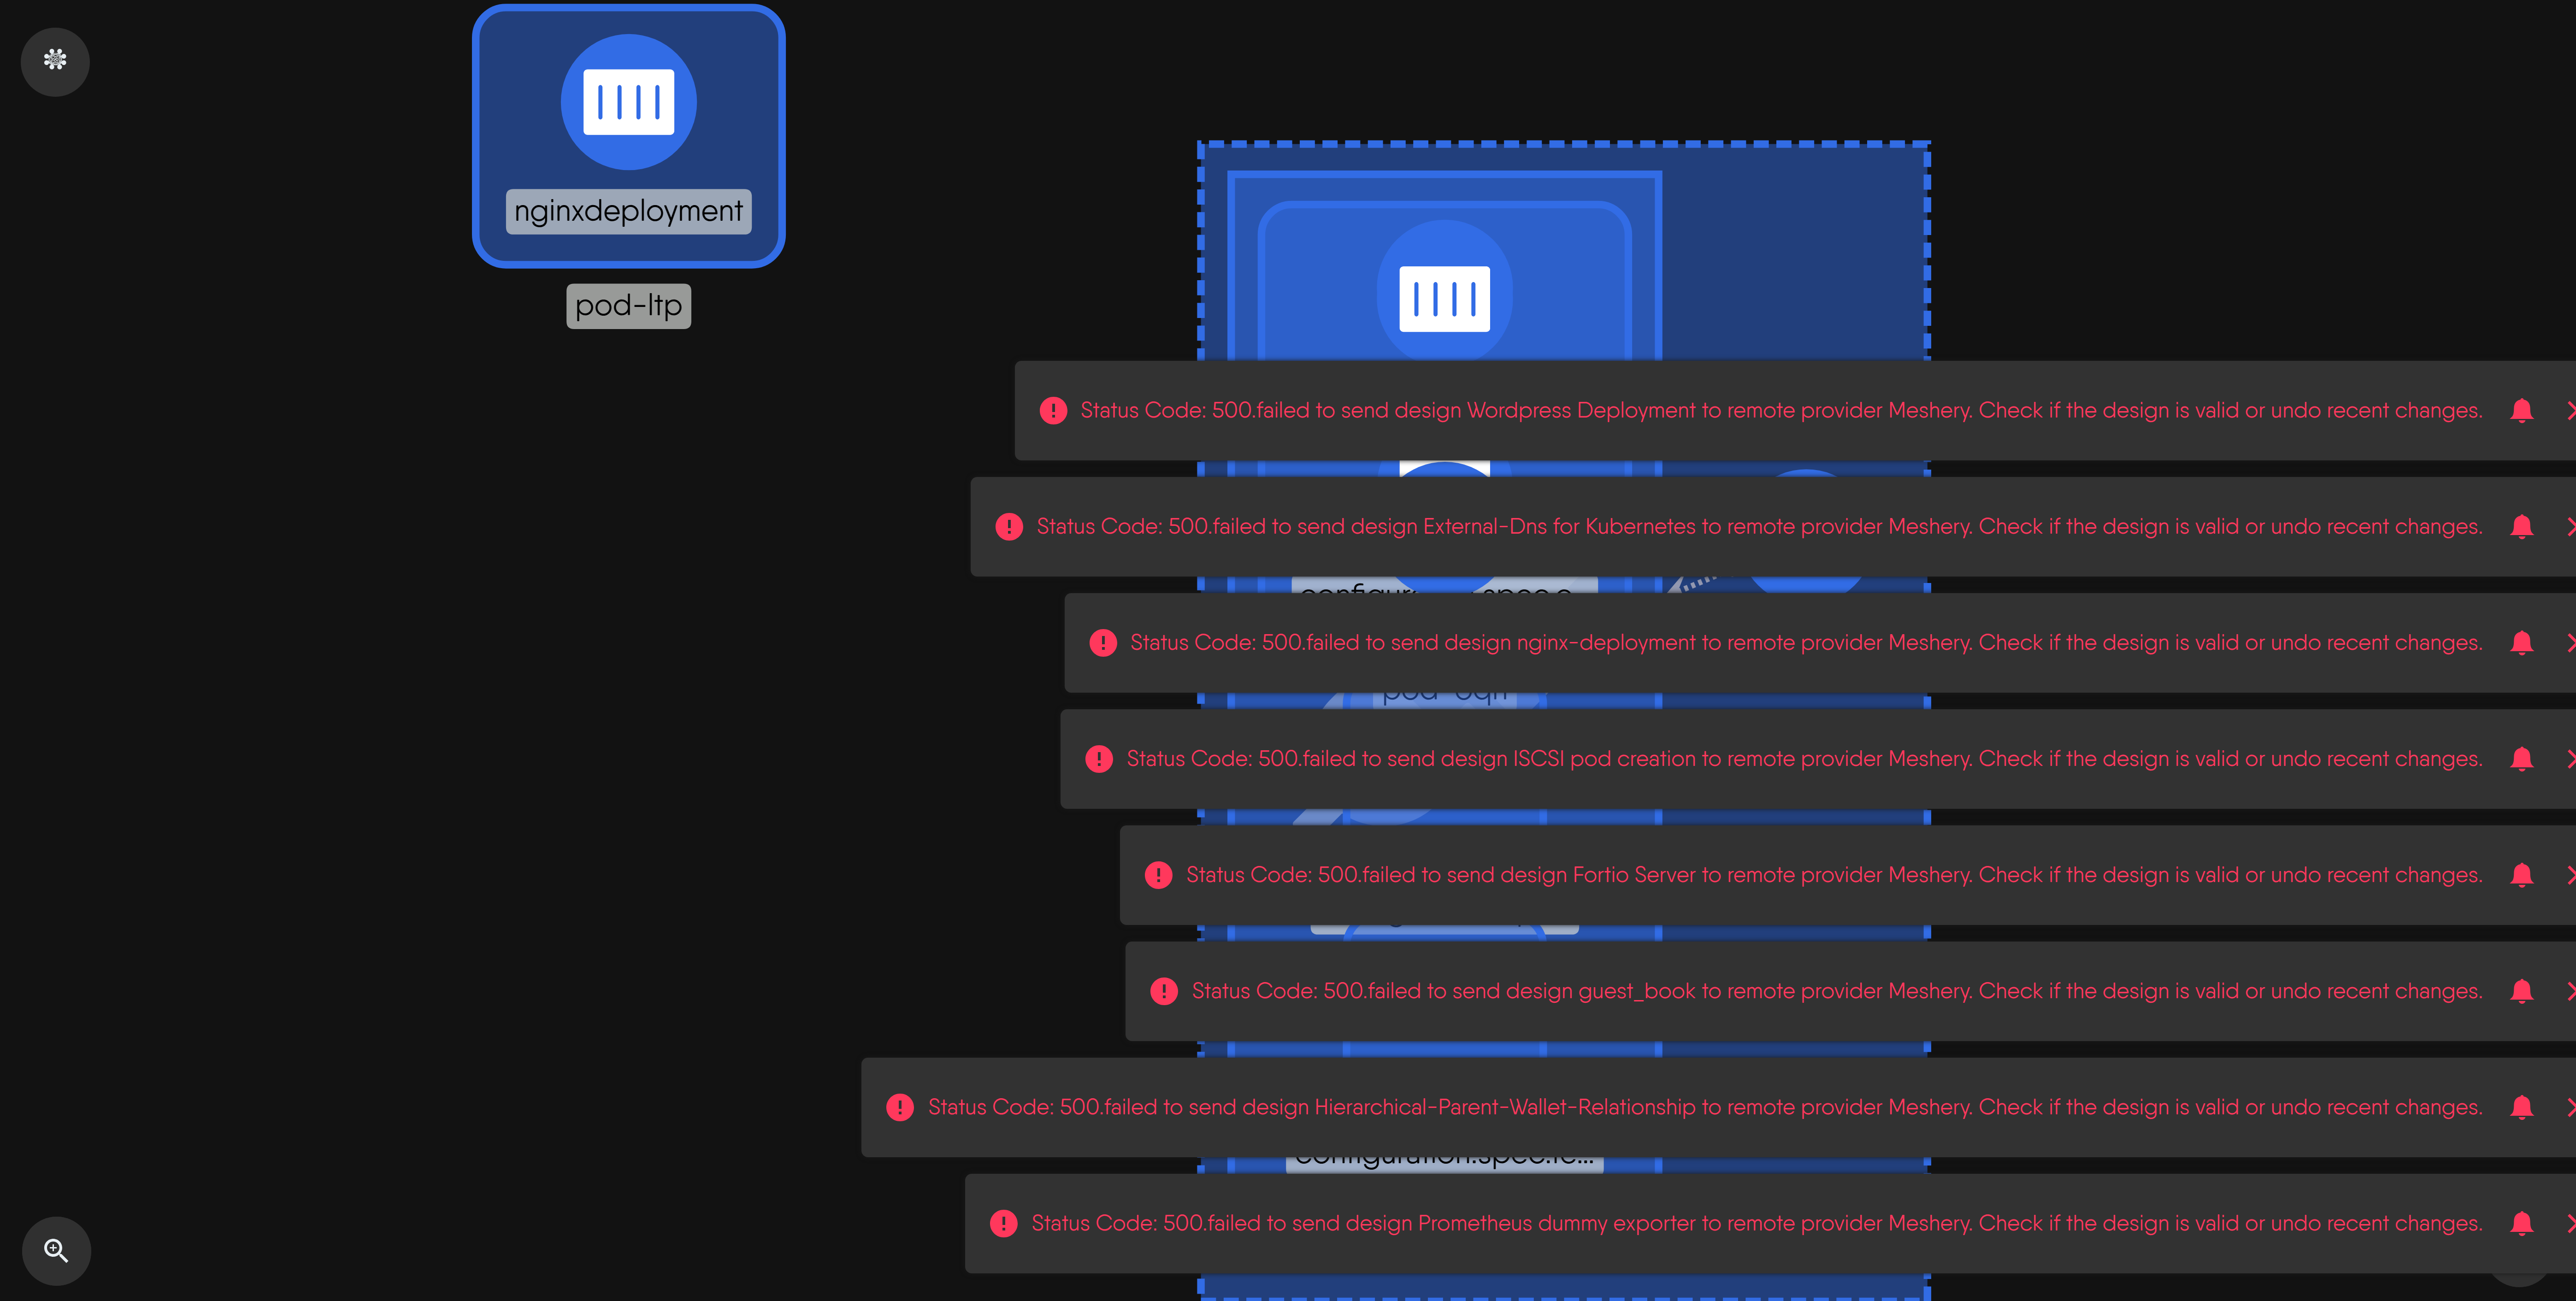 nginxdeployment
pod-ltp
Status Code: 500.failed to send design Wordpress Deployment to remote provider Meshery. Check if the design is valid or undo recent changes.
Status Code: 500.failed to send design External-Dns for Kubernetes to remote provider Meshery. Check if the design is valid or undo recent changes.
Status Code: 500.failed to send design nginx-deployment to remote provider Meshery. Check if the design is valid or undo recent changes.
Status Code: 500.failed to send design ISCSI pod creation to remote provider Meshery. Check if the design is valid or undo recent changes.
Status Code: 500.failed to send design Fortio Server to remote provider Meshery. Check if the design is valid or undo recent changes.
Status Code: 500.failed to send design guest_book to remote provider Meshery. Check if the design is valid or undo recent changes.
Status Code: 500.failed to send design Hierarchical-Parent-Wallet-Relationship to remote provider Meshery. Check if the design is valid or undo recent changes.
Status Code: 500.failed to send design Prometheus dummy exporter to remote provider Meshery. Check if the design is valid or undo recent changes.